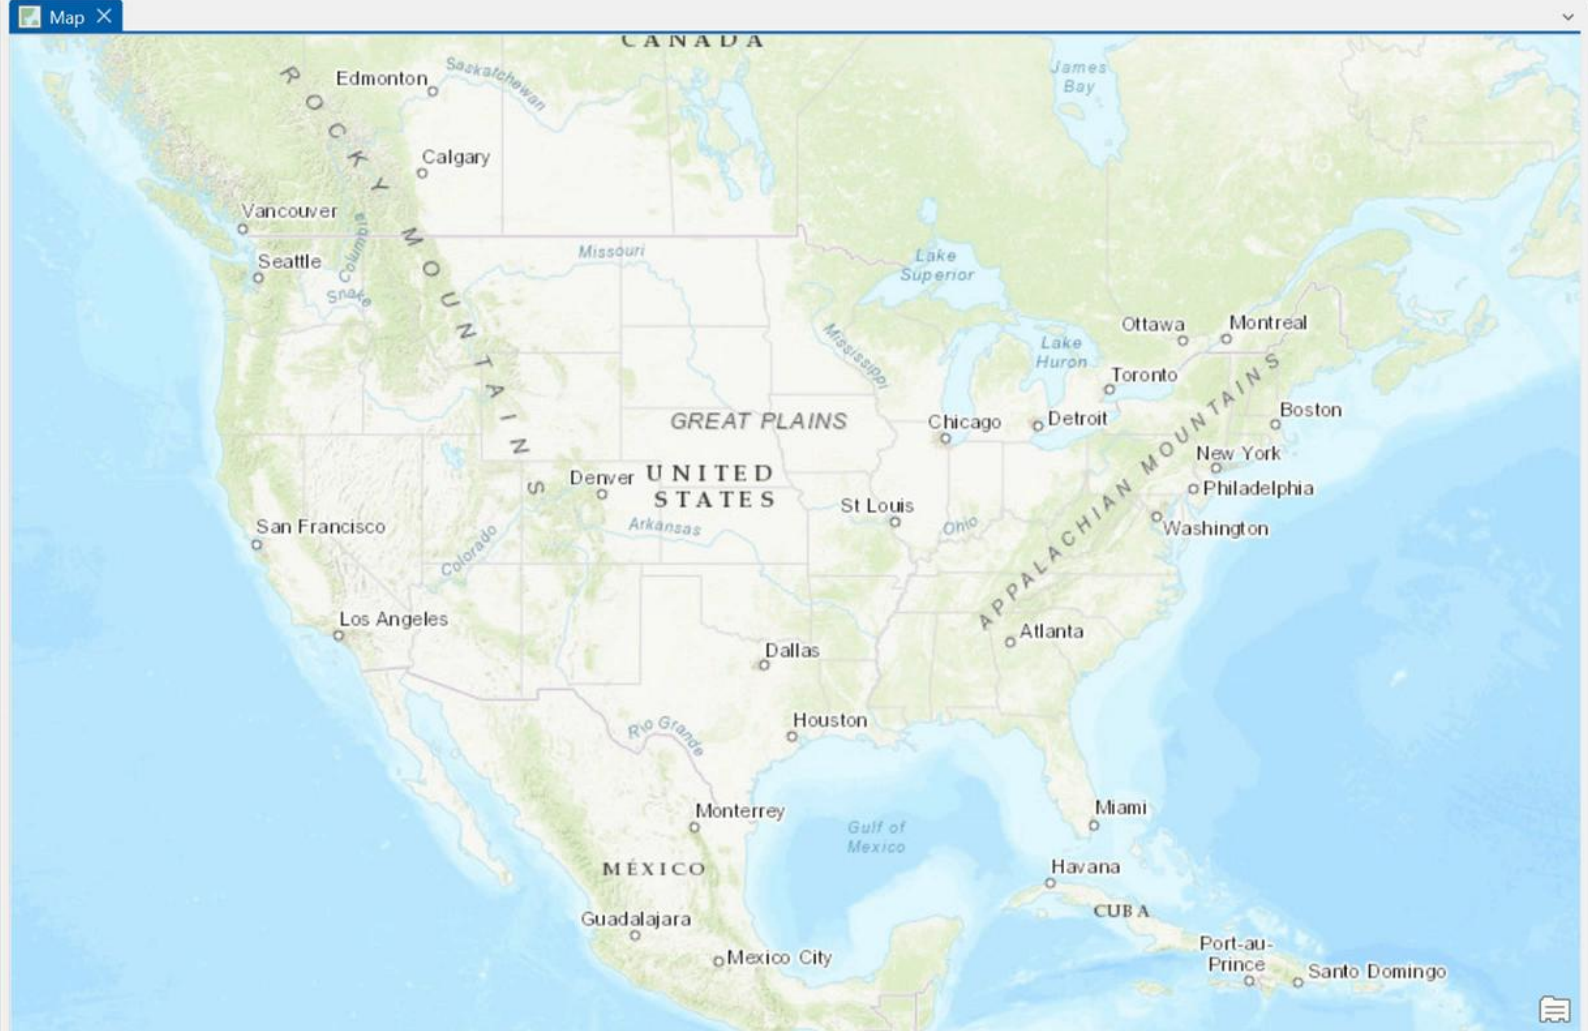 Map
CANADA
ROCKY MOUNTAINS
Edmonton
Saskatchewan
James
Bay
Calgary
Vancouver
Columbia
Seattle
Snake
Missouri
Lake
Superior
Mississippi
Ottawa
Montreal
Lake
Huron
Toronto
APPALACHIAN MOUNTAINS
GREAT PLAINS
Chicago
Detroit
Boston
New York
Denver
UNITED
STATES
Philadelphia
St Louis
Ohio
Washington
San Francisco
Colorado
Arkansas
Los Angeles
Atlanta
Dallas
Rio Grande
Houston
Monterrey
Gulf of
Mexico
Miami
MÉXICO
Havana
CUBA
Guadalajara
Mexico City
Port-au-
Prince
Santo Domingo